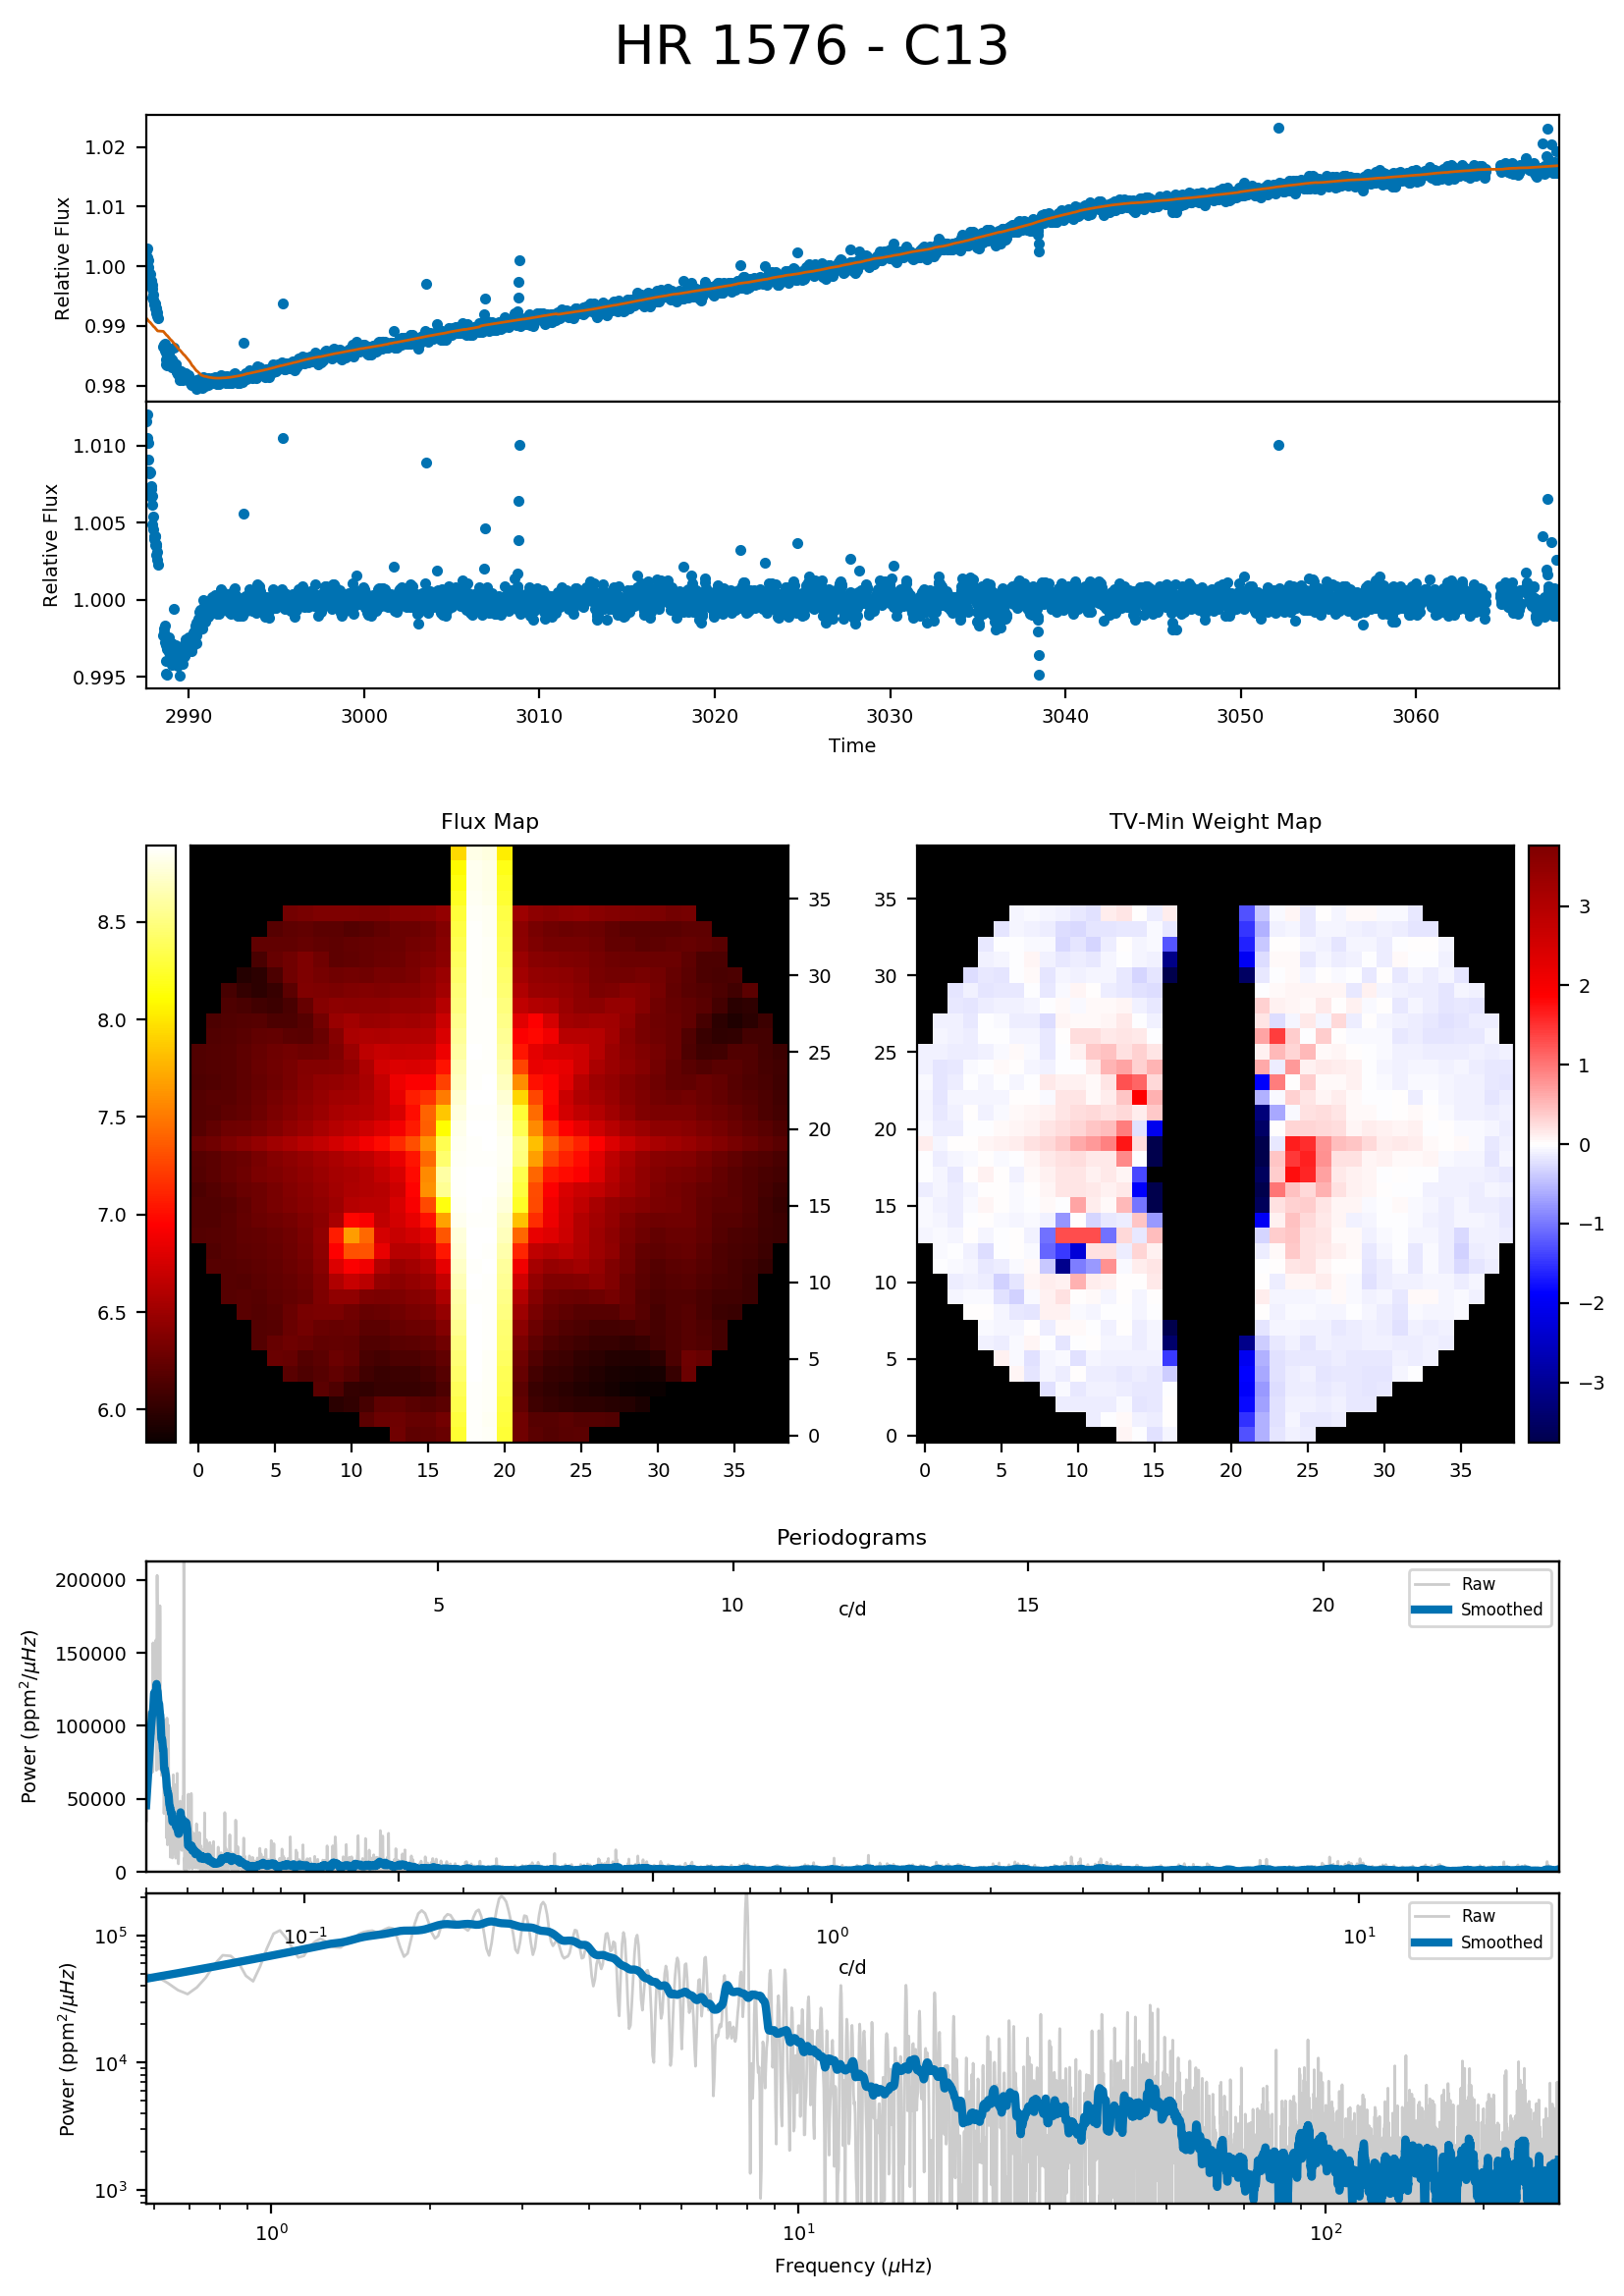 HR 1576 - C13
Relative Flux
1.02
1.01
1.00
0.99
0.98
Relative Flux
1.010
1.005
1.000
0.995
2990 3000 3010 3020 3030 3040 3050 3060
Time
Flux Map
TV-Min Weight Map
8.5
8.0
7.5
7.0
6.5
6.0
35
30
25
20
15
10
5
0
0 5 10 15 20 25 30 35
35
30
25
20
15
10
5
0
0 5 10 15 20 25 30 35
3
2
1
0
−1
−2
−3
Periodograms
Power (ppm²/μHz)
200000
150000
100000
50000
0
5 10 15 20
c/d
Raw
Smoothed
Power (ppm²/μHz)
10⁵
10⁴
10³
10⁻¹ 10⁰ 10¹
c/d
Raw
Smoothed
10⁰ 10¹ 10²
Frequency (μHz)